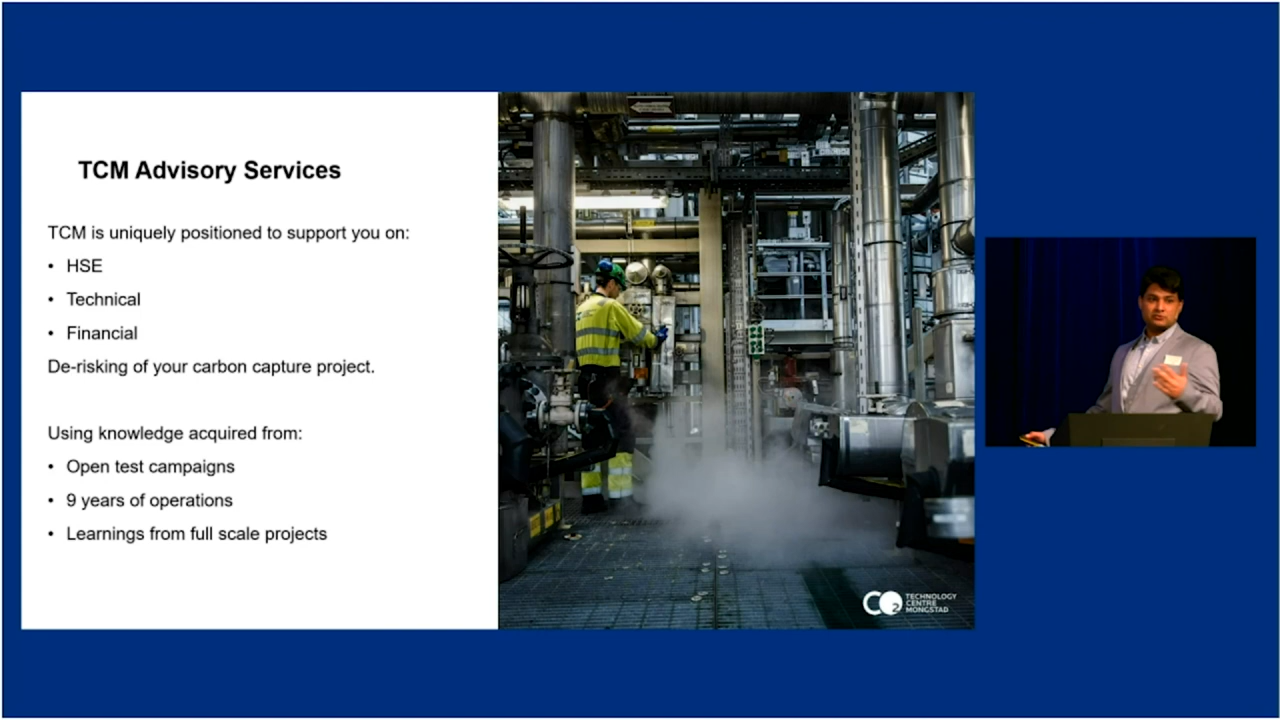 TCM Advisory Services
TCM is uniquely positioned to support you on:
• HSE
• Technical
• Financial
De-risking of your carbon capture project.
Using knowledge acquired from:
• Open test campaigns
• 9 years of operations
• Learnings from full scale projects
CO2 TECHNOLOGY
CENTRE
MONGSTAD